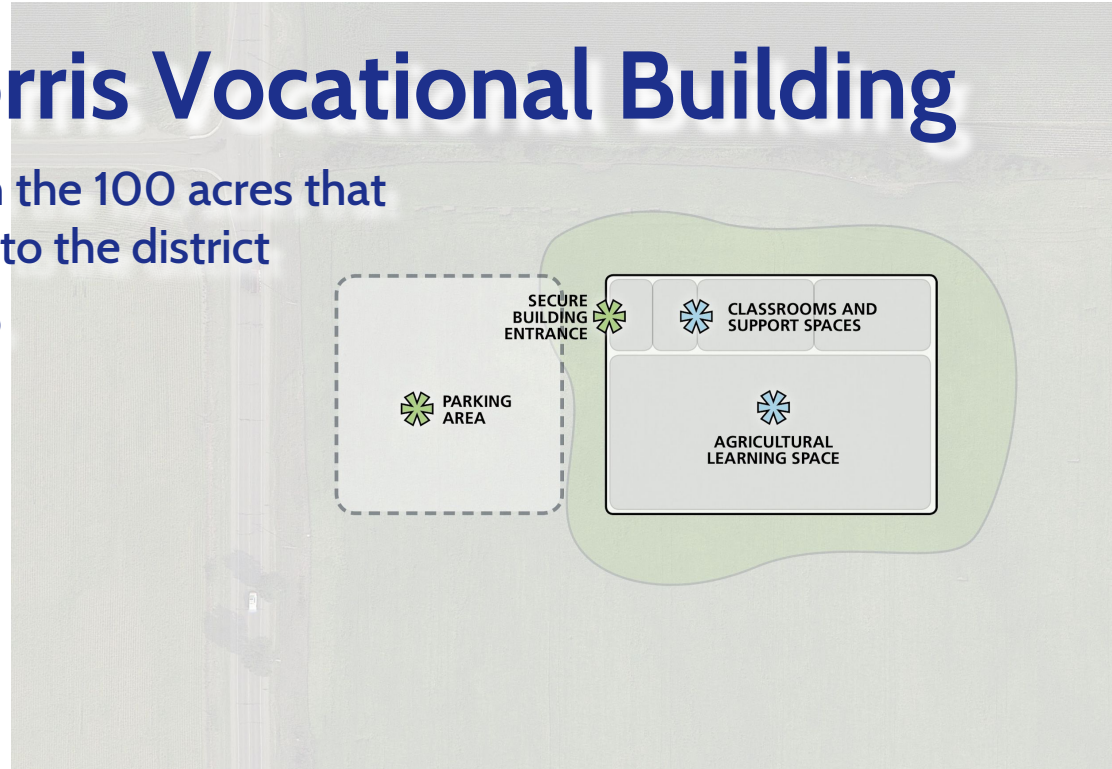 rris Vocational Building
the 100 acres that
to the district
SECURE
BUILDING
ENTRANCE
CLASSROOMS AND
SUPPORT SPACES
PARKING
AREA
AGRICULTURAL
LEARNING SPACE